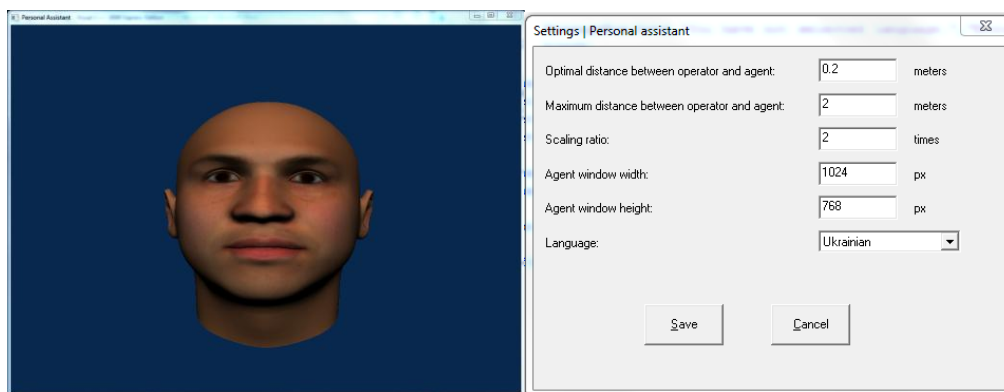 Personal Assistant
Settings | Personal assistant
Optimal distance between operator and agent: 0.2 meters
Maximum distance between operator and agent: 2 meters
Scaling ratio: 2 times
Agent window width: 1024 px
Agent window height: 768 px
Language: Ukrainian
Save Cancel